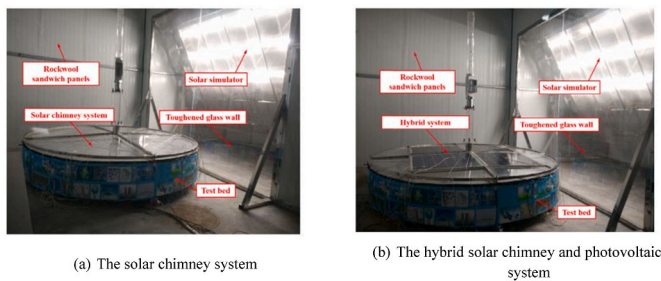 Rockwool
sandwich panels
Solar simulator
Solar chimney system
Toughened glass wall
Test bed
(a) The solar chimney system
Rockwool
sandwich panels
Solar simulator
Hybrid system
Toughened glass wall
Test bed
(b) The hybrid solar chimney and photovoltaic
system